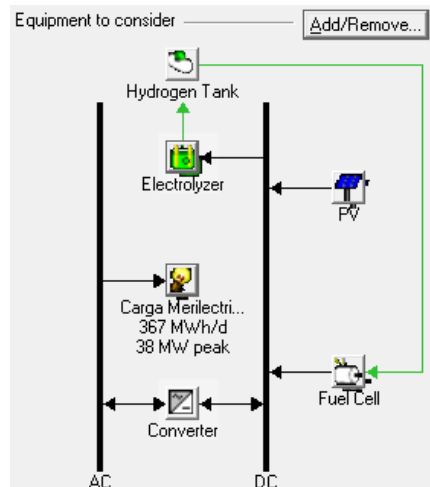 Equipment to consider
Add/Remove...
Hydrogen Tank
Electrolyzer
PV
Carga Merilectri...
367 MWh/d
38 MW peak
Fuel Cell
Converter
AC
DC